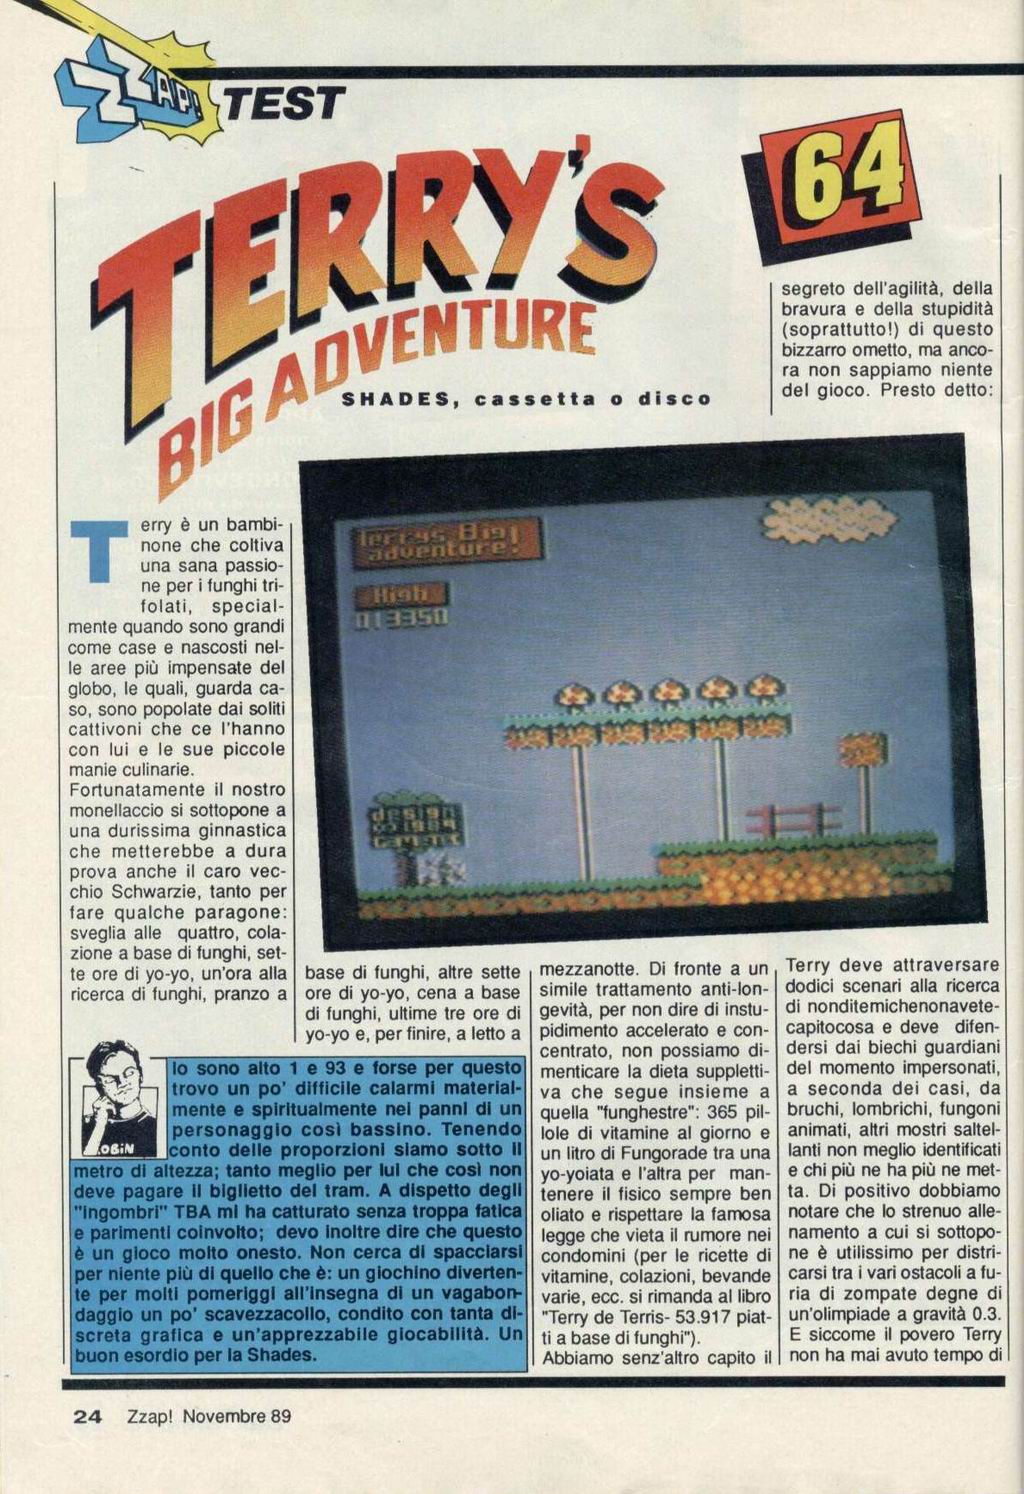 ZZAP!
TEST
TERRY'S
BIG ADVENTURE
64
SHADES, cassetta o disco
Terry è un bambi-
none che coltiva
una sana passio-
ne per i funghi tri-
folati, special-
mente quando sono grandi
come case e nascosti nel-
le aree più impensate del
globo, le quali, guarda ca-
so, sono popolate dai soliti
cattivoni che ce l'hanno
con lui e le sue piccole
manie culinarie.
Fortunatamente il nostro
monellaccio si sottopone a
una durissima ginnastica
che metterebbe a dura
prova anche il caro vec-
chio Schwarzie, tanto per
fare qualche paragone:
sveglia alle quattro, cola-
zione a base di funghi, set-
te ore di yo-yo, un'ora alla
ricerca di funghi, pranzo a
base di funghi, altre sette
ore di yo-yo, cena a base
di funghi, ultime tre ore di
yo-yo e, per finire, a letto a
mezzanotte. Di fronte a un
simile trattamento anti-lon-
gevità, per non dire di instu-
pidimento accelerato e con-
centrato, non possiamo di-
menticare la dieta suppletti-
va che segue insieme a
quella "funghestre": 365 pil-
lole di vitamine al giorno e
un litro di Fungorade tra una
yo-yoiata e l'altra per man-
tenere il fisico sempre ben
oliato e rispettare la famosa
legge che vieta il rumore nei
condomini (per le ricette di
vitamine, colazioni, bevande
varie, ecc. si rimanda al libro
"Terry de Terris- 53.917 piat-
ti a base di funghi").
Abbiamo senz'altro capito il
segreto dell'agilità, della
bravura e della stupidità
(soprattutto!) di questo
bizzarro ometto, ma anco-
ra non sappiamo niente
del gioco. Presto detto:
Terry's Big
adventure!
High
013350
Terry deve attraversare
dodici scenari alla ricerca
di nonditemichenonavete-
capitocosa e deve difen-
dersi dai biechi guardiani
del momento impersonati,
a seconda dei casi, da
bruchi, lombrichi, fungoni
animati, altri mostri saltel-
lanti non meglio identificati
e chi più ne ha più ne met-
ta. Di positivo dobbiamo
notare che lo strenuo alle-
namento a cui si sottopo-
ne è utilissimo per distri-
carsi tra i vari ostacoli a fu-
ria di zompate degne di
un'olimpiade a gravità 0.3.
E siccome il povero Terry
non ha mai avuto tempo di
ROBIN
Io sono alto 1 e 93 e forse per questo
trovo un po' difficile calarmi material-
mente e spiritualmente nei panni di un
personaggio così bassino. Tenendo
conto delle proporzioni siamo sotto il
metro di altezza; tanto meglio per lui che così non
deve pagare il biglietto del tram. A dispetto degli
"ingombri" TBA mi ha catturato senza troppa fatica
e parimenti coinvolto; devo inoltre dire che questo
è un gioco molto onesto. Non cerca di spacciarsi
per niente più di quello che è: un giochino diverten-
te per molti pomeriggi all'insegna di un vagabon-
daggio un po' scavezzacollo, condito con tanta di-
screta grafica e un'apprezzabile giocabilità. Un
buon esordio per la Shades.
24 Zzap! Novembre 89